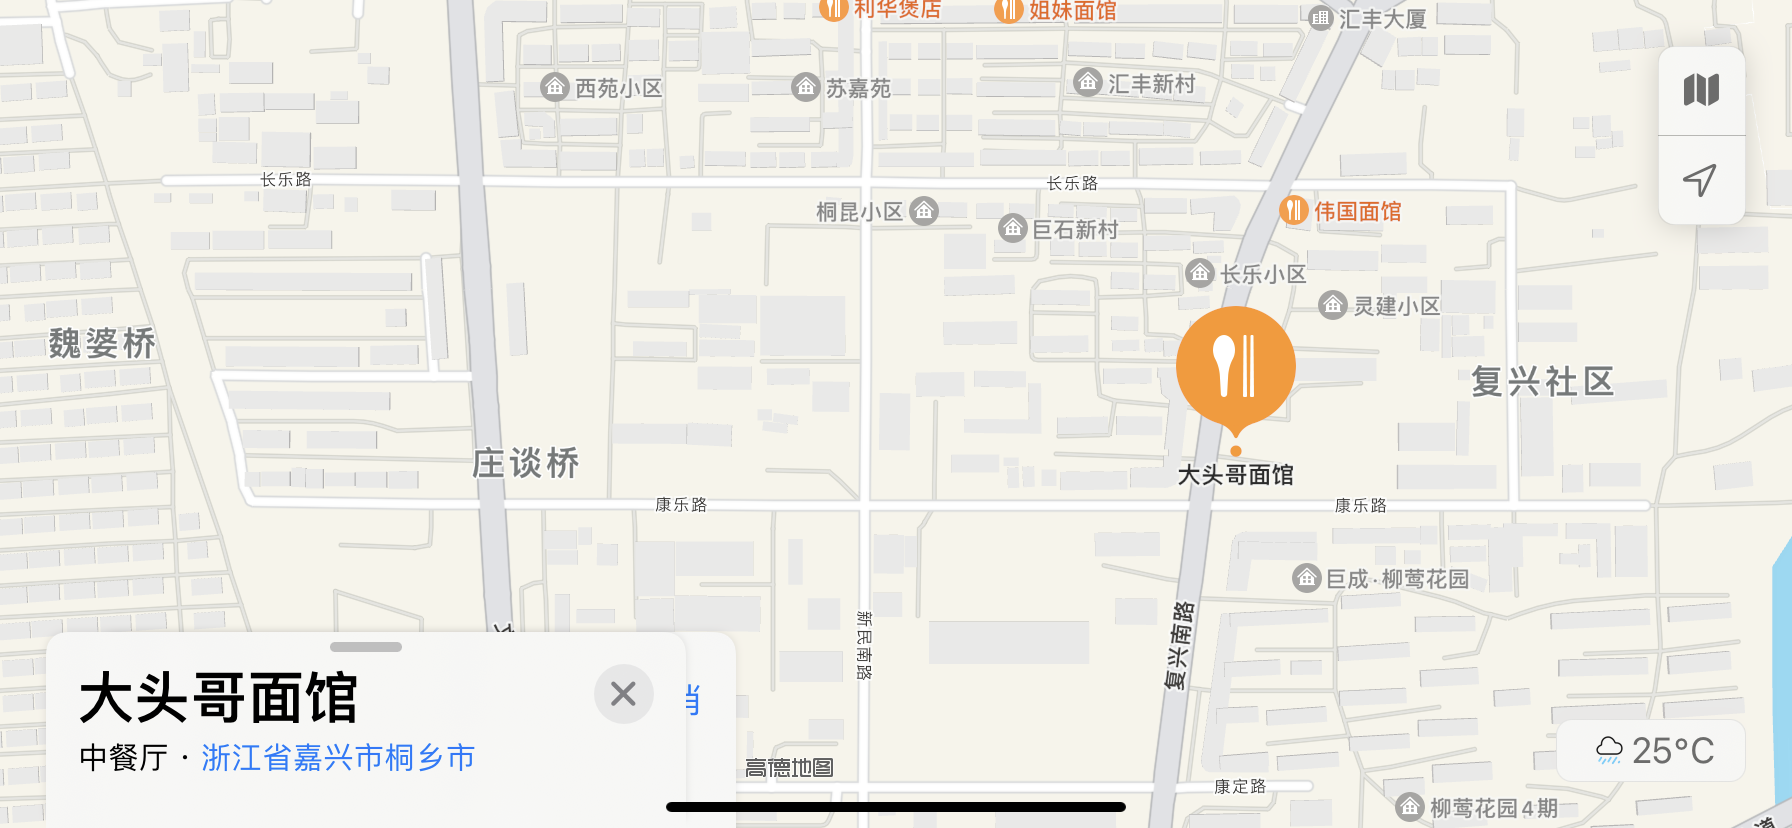 利华煲店
姐妹面馆
汇丰大厦
西苑小区
苏嘉苑
汇丰新村
长乐路
长乐路
桐昆小区
巨石新村
伟国面馆
长乐小区
灵建小区
魏婆桥
复兴社区
庄谈桥
大头哥面馆
康乐路
康乐路
巨成·柳莺花园
新民南路
复兴南路
大头哥面馆
中餐厅 · 浙江省嘉兴市桐乡市
高德地图
康定路
25°C
柳莺花园4期
道